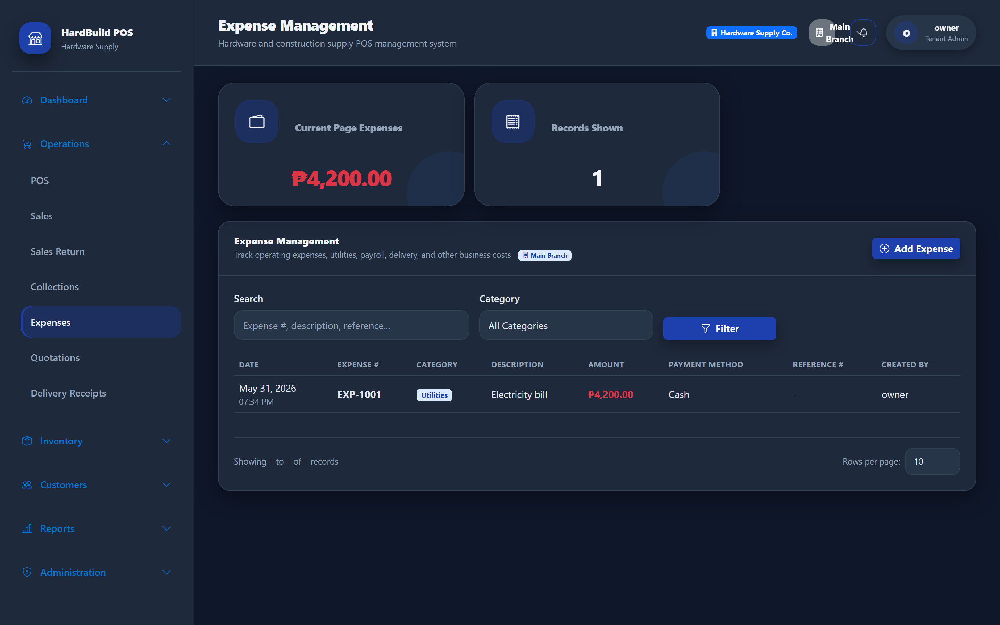 HardBuild POS
Hardware Supply
Dashboard
Operations
POS
Sales
Sales Return
Collections
Expenses
Quotations
Delivery Receipts
Inventory
Customers
Reports
Administration
Expense Management
Hardware and construction supply POS management system
Hardware Supply Co.
Main
Branch
O
owner
Tenant Admin
Current Page Expenses
₱4,200.00
Records Shown
1
Expense Management
Track operating expenses, utilities, payroll, delivery, and other business costs Main Branch
Add Expense
Search
Expense #, description, reference...
Category
All Categories
Filter
DATE EXPENSE # CATEGORY DESCRIPTION AMOUNT PAYMENT METHOD REFERENCE # CREATED BY
May 31, 2026 EXP-1001 Utilities Electricity bill ₱4,200.00 Cash - owner
07:34 PM
Showing to of records
Rows per page: 10